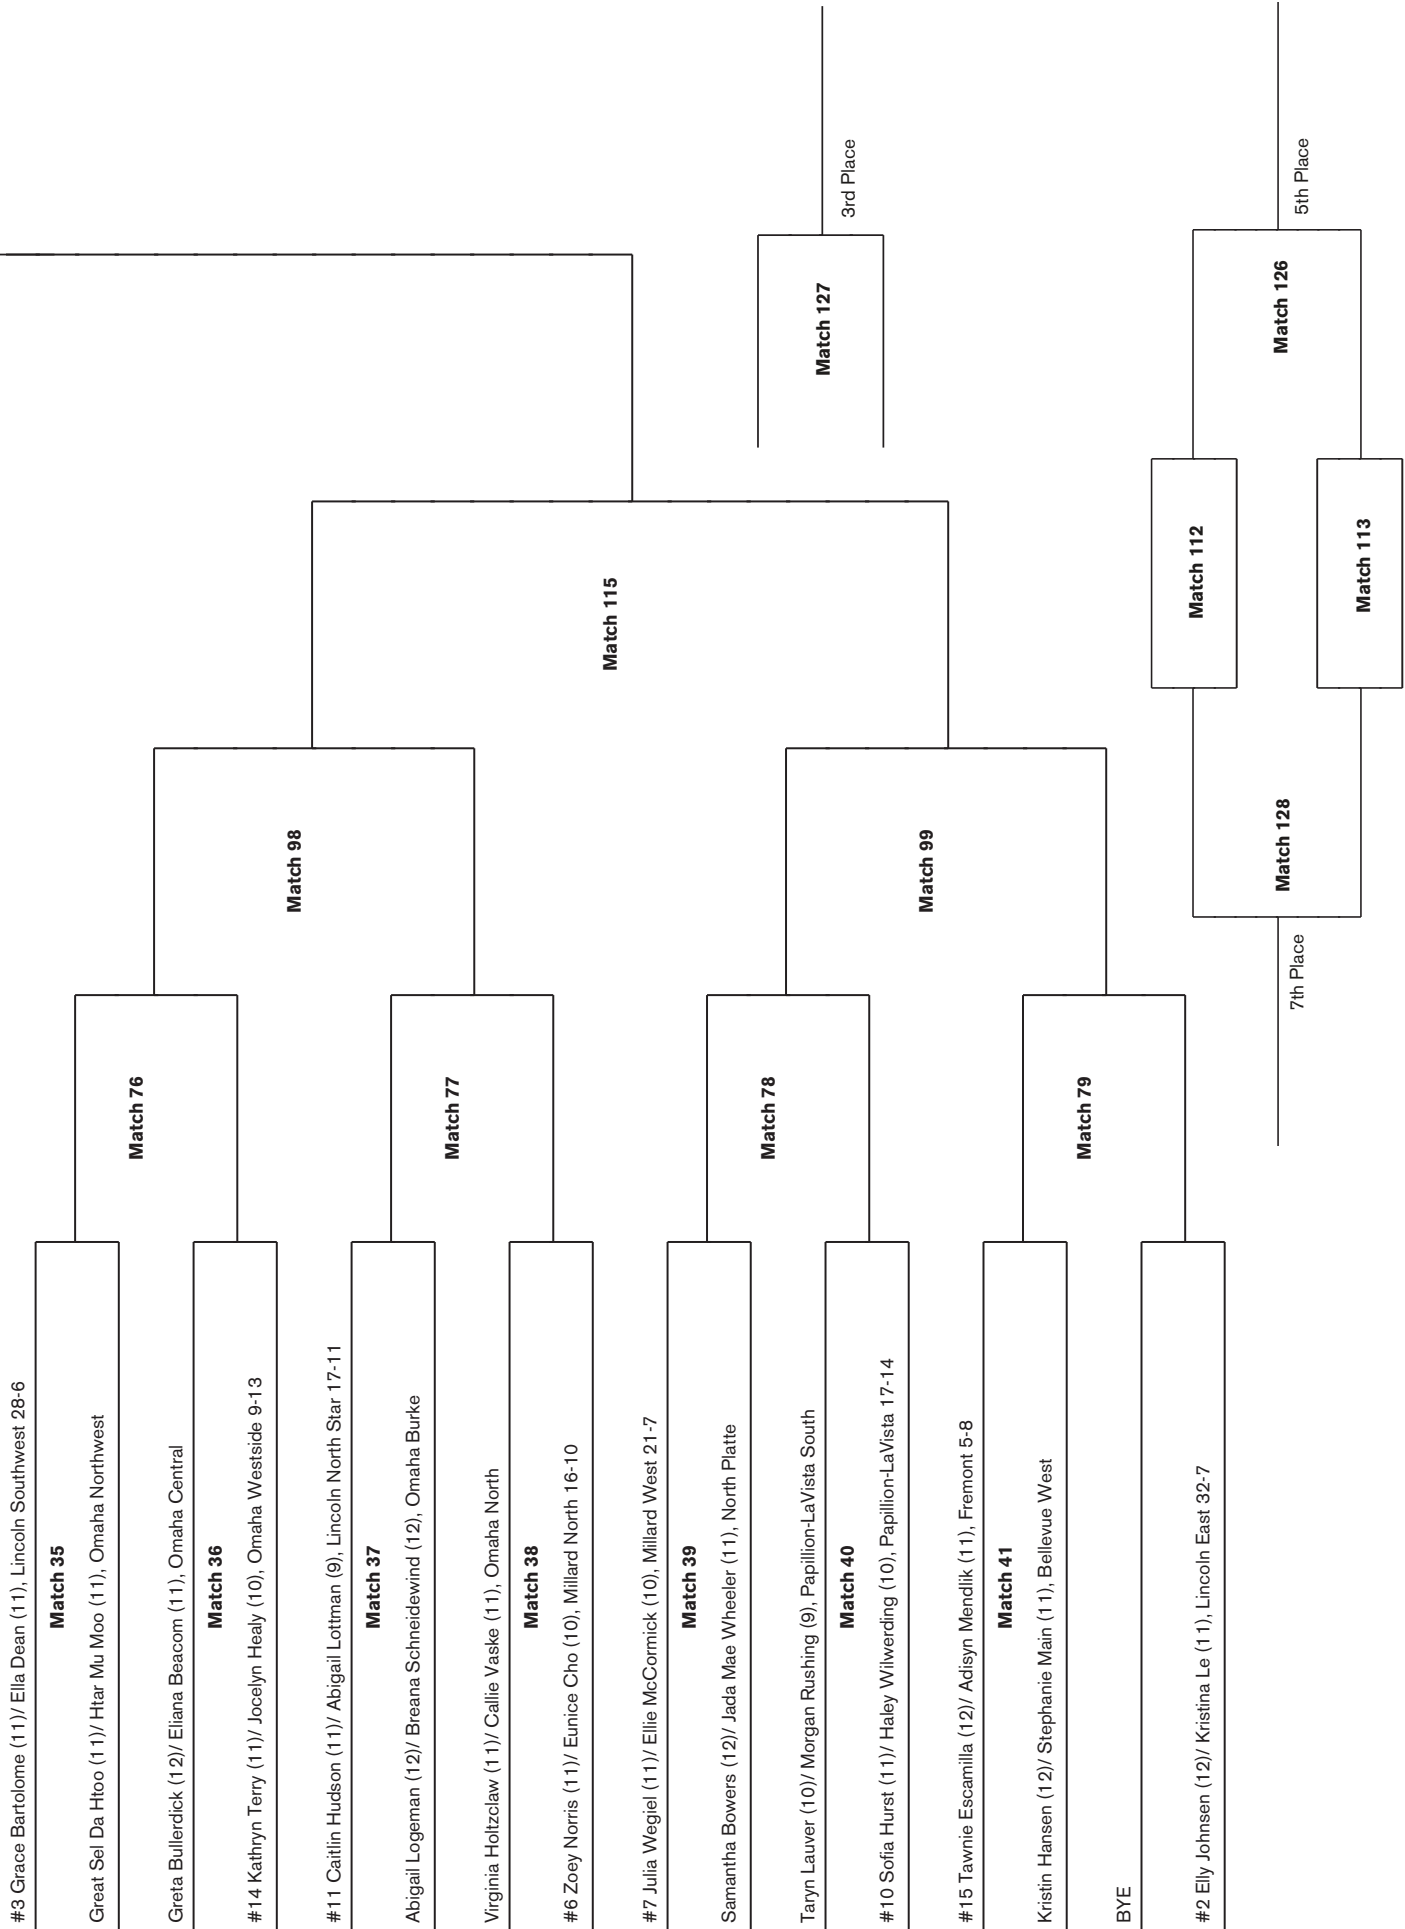 #3 Grace Bartolome (11)/ Ella Dean (11), Lincoln Southwest 28-6
Match 35
Great Sel Da Htoo (11)/ Htar Mu Moo (11), Omaha Northwest
Greta Bullerdick (12)/ Eliana Beacom (11), Omaha Central
Match 36
#14 Kathryn Terry (11)/ Jocelyn Healy (10), Omaha Westside 9-13
#11 Caitlin Hudson (11)/ Abigail Lottman (9), Lincoln North Star 17-11
Match 37
Abigail Logeman (12)/ Breana Schneidewind (12), Omaha Burke
Virginia Holtzclaw (11)/ Callie Vaske (11), Omaha North
Match 38
#6 Zoey Norris (11)/ Eunice Cho (10), Millard North 16-10
#7 Julia Wegiel (11)/ Ellie McCormick (10), Millard West 21-7
Match 39
Samantha Bowers (12)/ Jada Mae Wheeler (11), North Platte
Taryn Lauver (10)/ Morgan Rushing (9), Papillion-LaVista South
Match 40
#10 Sofia Hurst (11)/ Haley Wilwerding (10), Papillion-LaVista 17-14
#15 Tawnie Escamilla (12)/ Adisyn Mendlik (11), Fremont 5-8
Match 41
Kristin Hansen (12)/ Stephanie Main (11), Bellevue West
BYE
#2 Elly Johnsen (12)/ Kristina Le (11), Lincoln East 32-7
Match 76
Match 77
Match 78
Match 79
Match 98
Match 99
Match 115
Match 127
3rd Place
7th Place
Match 128
Match 112
Match 113
Match 126
5th Place